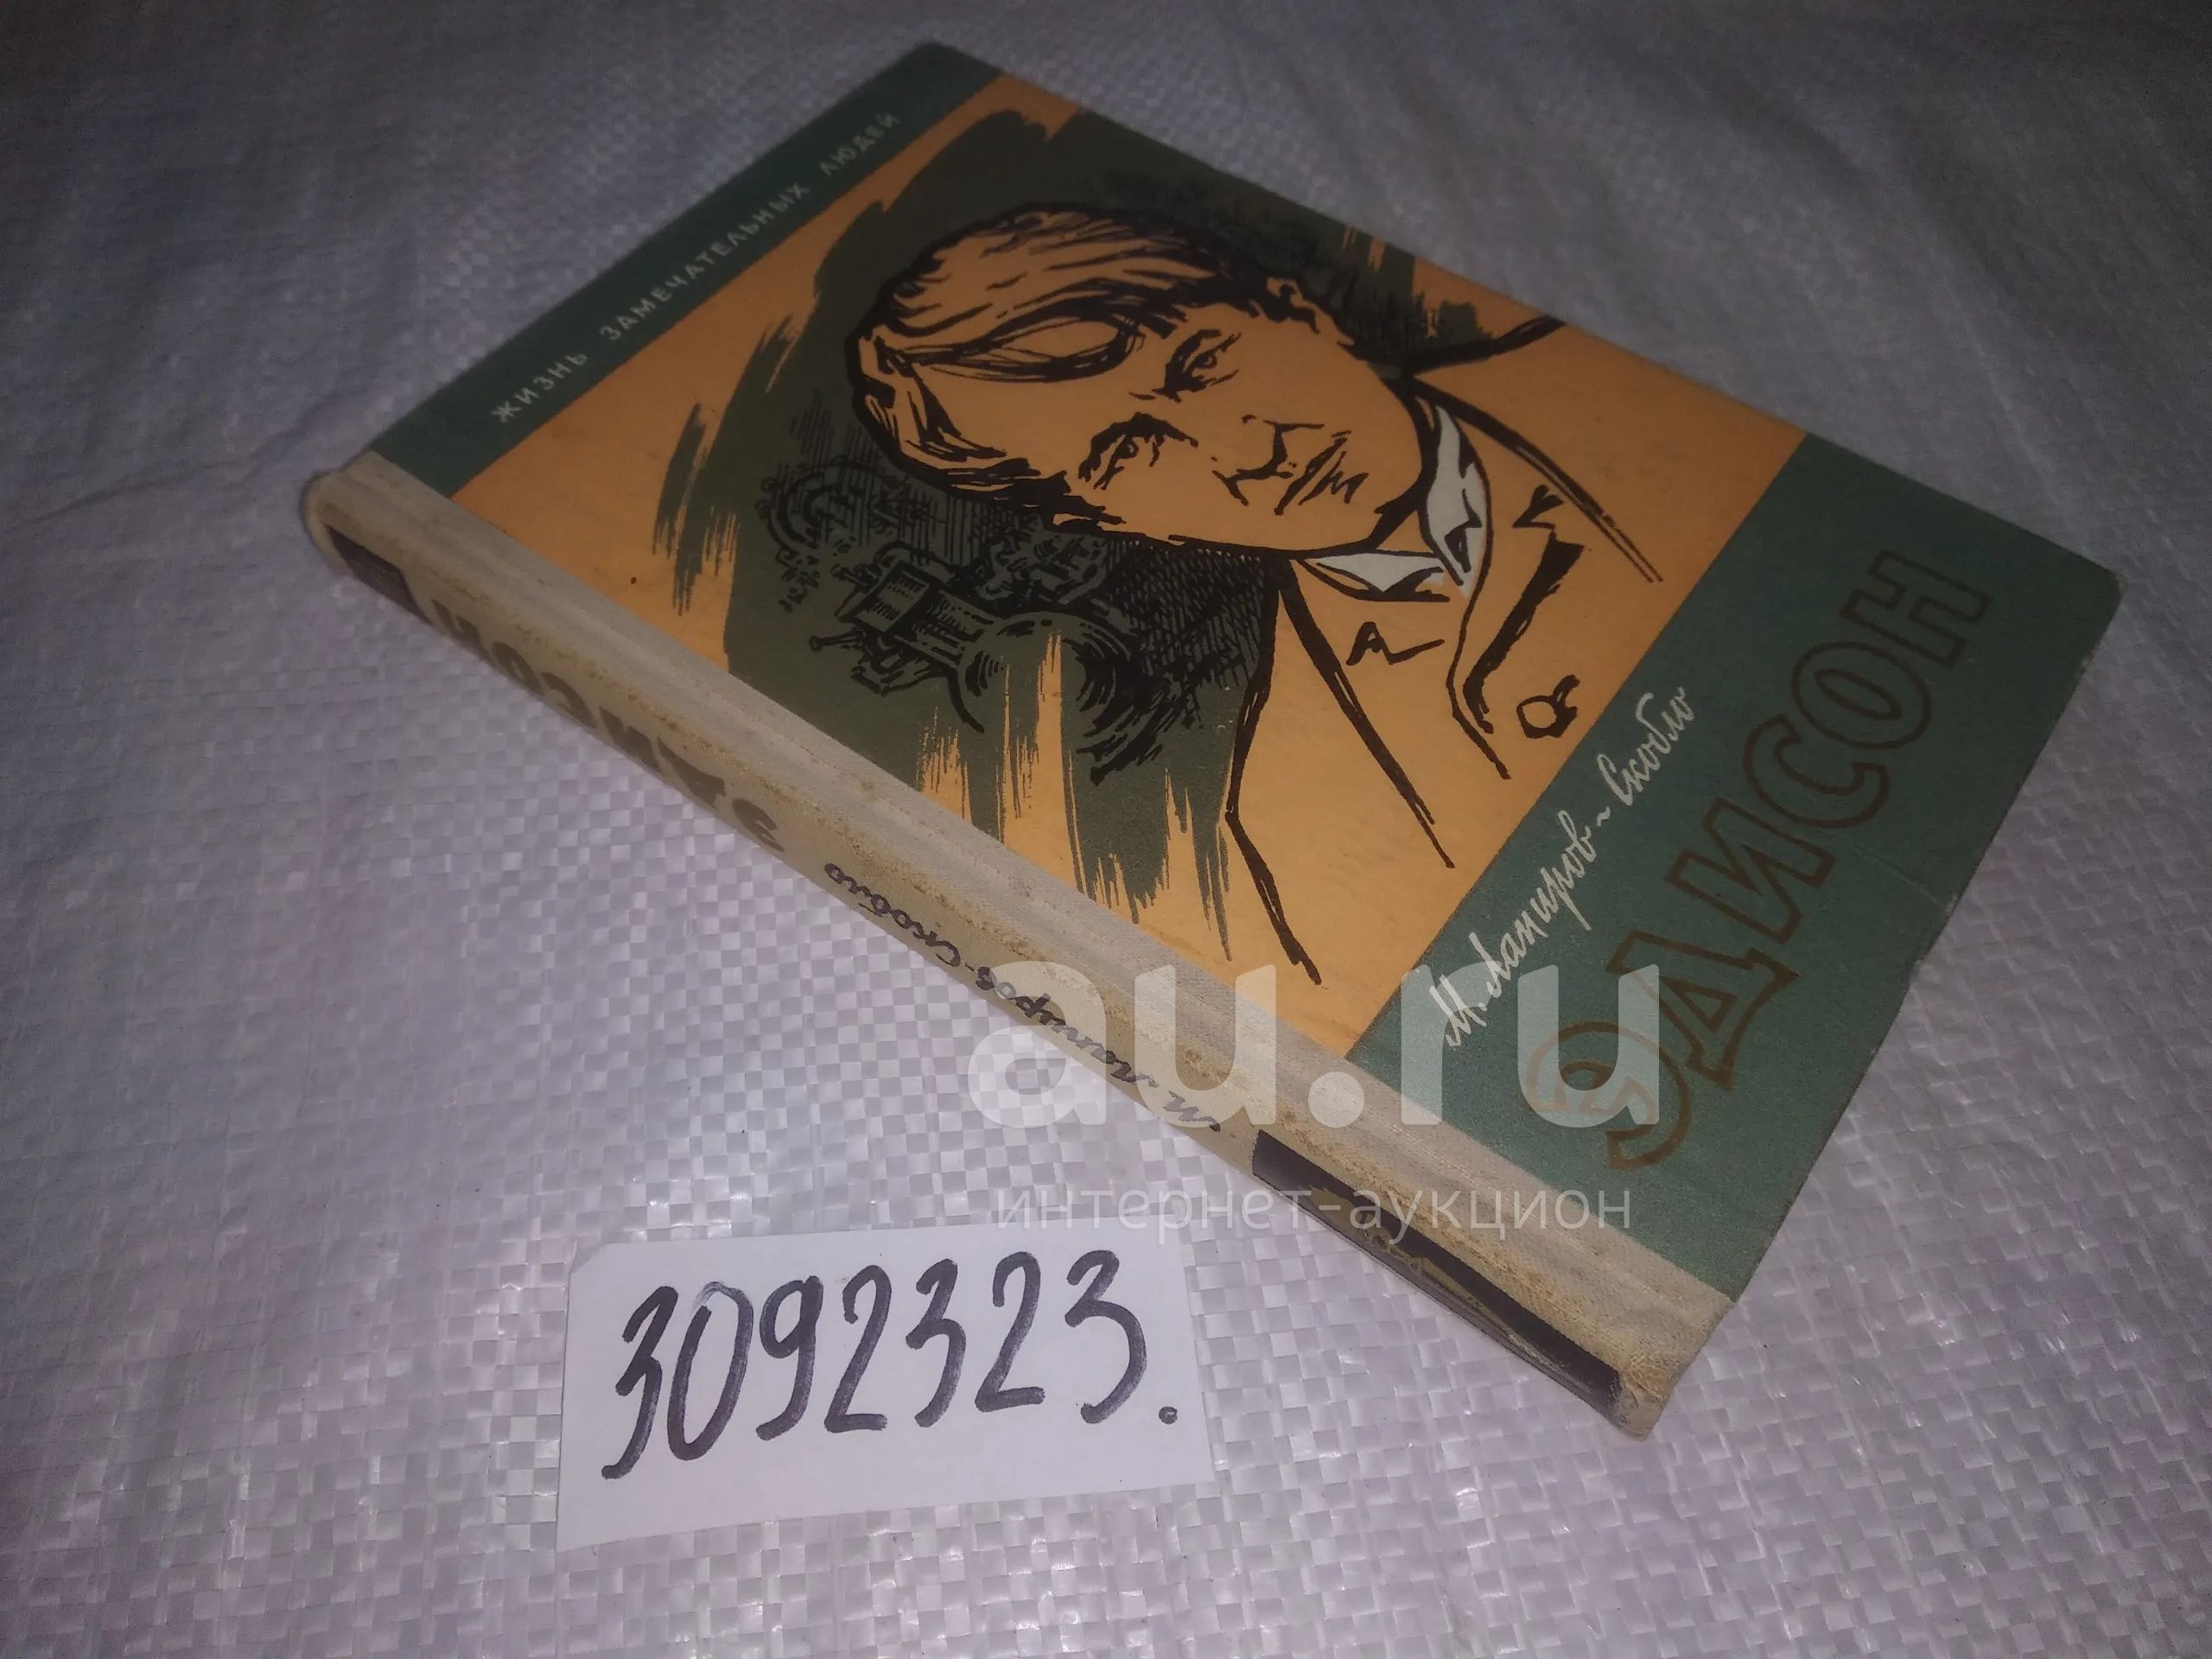 ЖИЗНЬ ЗАМЕЧАТЕЛЬНЫХ ЛЮДЕЙ
М. Лапиров-Скобло
ЭДИСОН
М. Лапиров-Скобло ЭДИСОН
au.ru
интернет-аукцион
3092323.